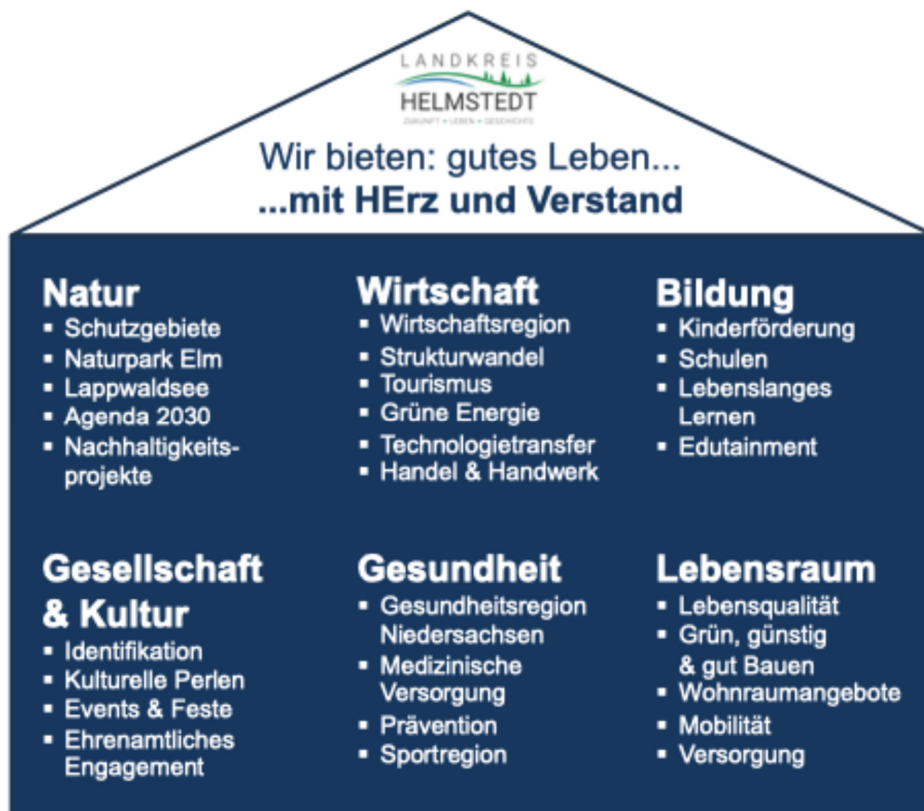 LANDKREIS
HELMSTEDT
ZUKUNFT • LEBEN • GESCHICHTE
Wir bieten: gutes Leben...
...mit HErz und Verstand
Natur
▪ Schutzgebiete
▪ Naturpark Elm
▪ Lappwaldsee
▪ Agenda 2030
▪ Nachhaltigkeits-
projekte
Wirtschaft
▪ Wirtschaftsregion
▪ Strukturwandel
▪ Tourismus
▪ Grüne Energie
▪ Technologietransfer
▪ Handel & Handwerk
Bildung
▪ Kinderförderung
▪ Schulen
▪ Lebenslanges
Lernen
▪ Edutainment
Gesellschaft
& Kultur
▪ Identifikation
▪ Kulturelle Perlen
▪ Events & Feste
▪ Ehrenamtliches
Engagement
Gesundheit
▪ Gesundheitsregion
Niedersachsen
▪ Medizinische
Versorgung
▪ Prävention
▪ Sportregion
Lebensraum
▪ Lebensqualität
▪ Grün, günstig
& gut Bauen
▪ Wohnraumangebote
▪ Mobilität
▪ Versorgung